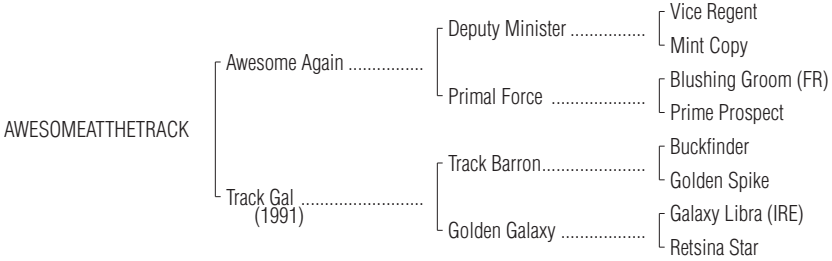 Vice Regent
Deputy Minister ................
Mint Copy
Awesome Again ................
Blushing Groom (FR)
Primal Force ....................
Prime Prospect
AWESOMEATTHETRACK
Buckfinder
Track Barron......................
Golden Spike
Track Gal ..........................
(1991)
Galaxy Libra (IRE)
Golden Galaxy ..................
Retsina Star